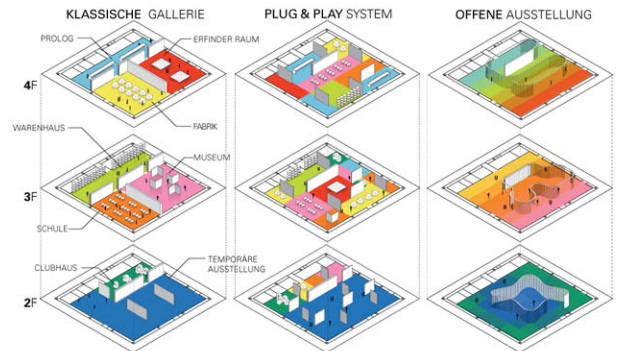 KLASSISCHE GALLERIE
PLUG & PLAY SYSTEM
OFFENE AUSSTELLUNG
PROLOG
ERFINDER RAUM
4F
FABRIK
WARENHAUS
MUSEUM
3F
SCHULE
CLUBHAUS
TEMPORÄRE
AUSSTELLUNG
2F